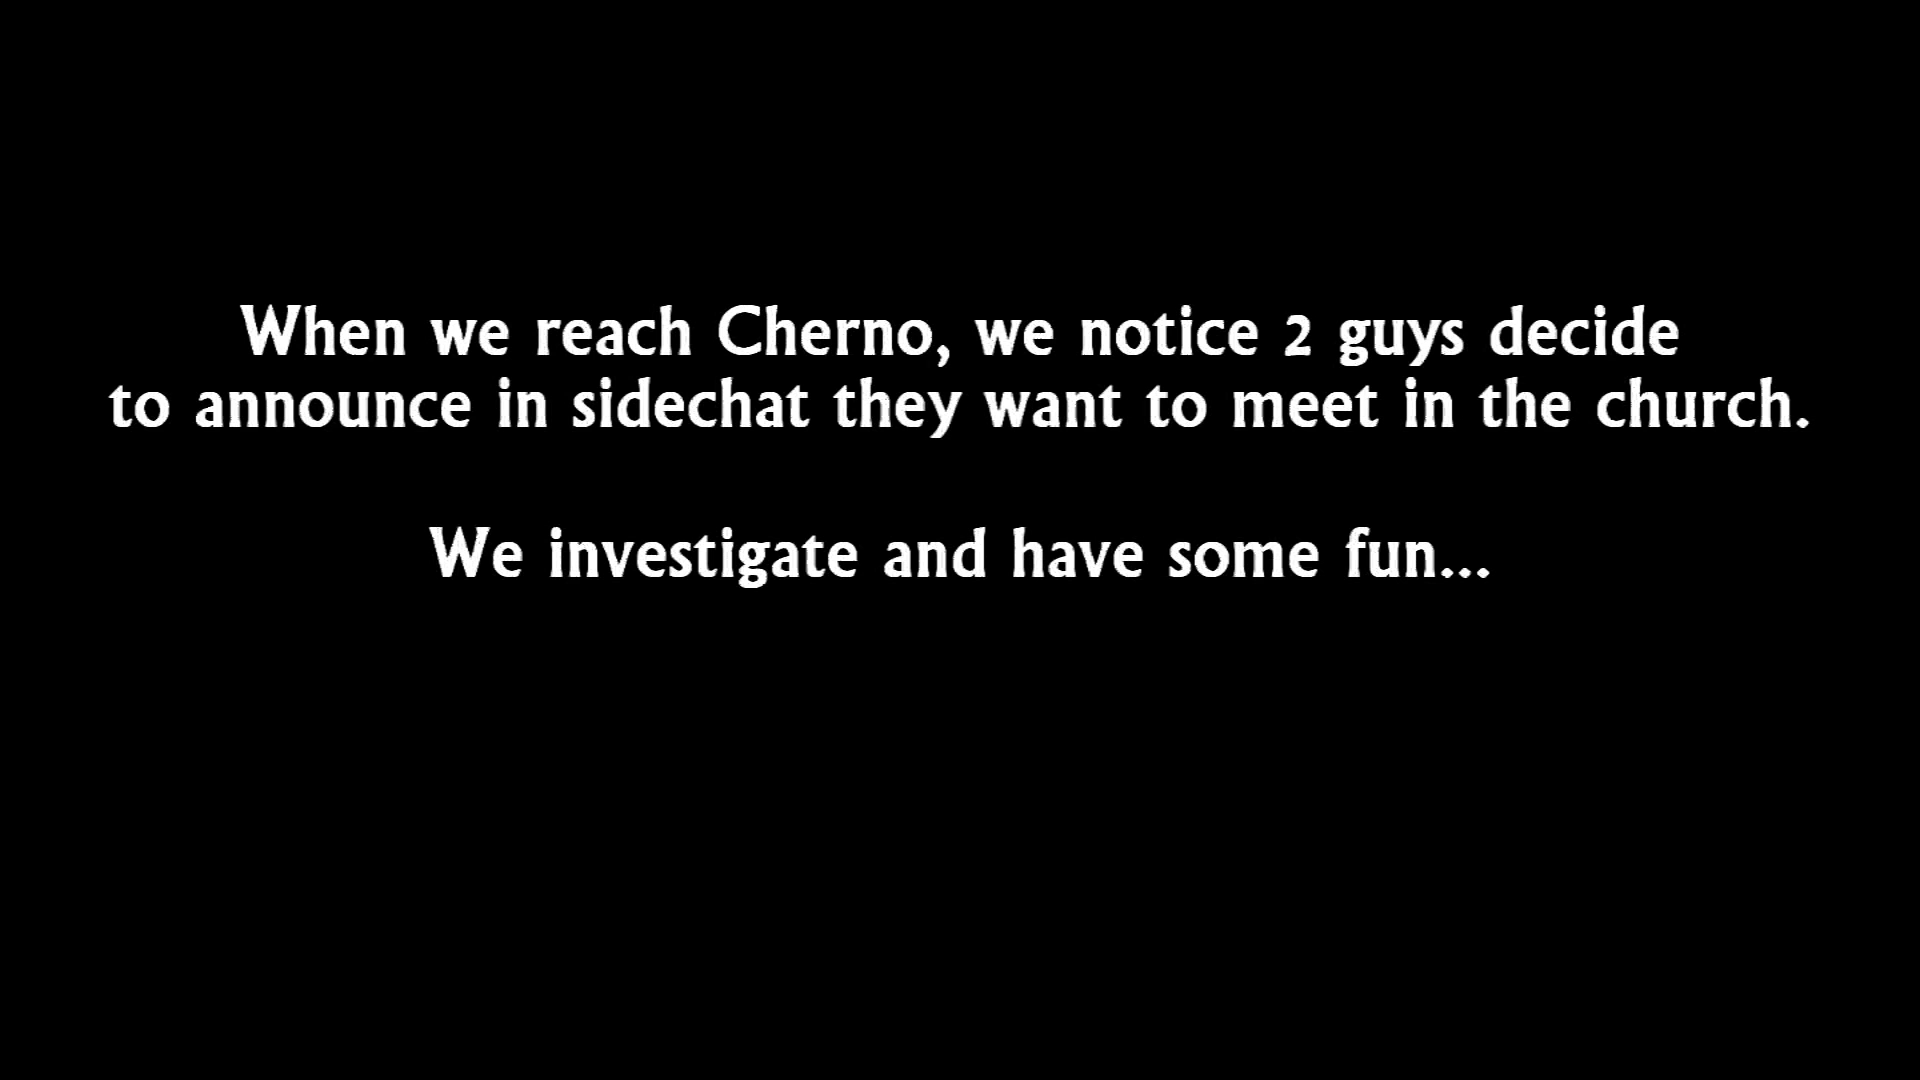 When we reach Cherno, we notice 2 guys decide
to announce in sidechat they want to meet in the church.
We investigate and have some fun...